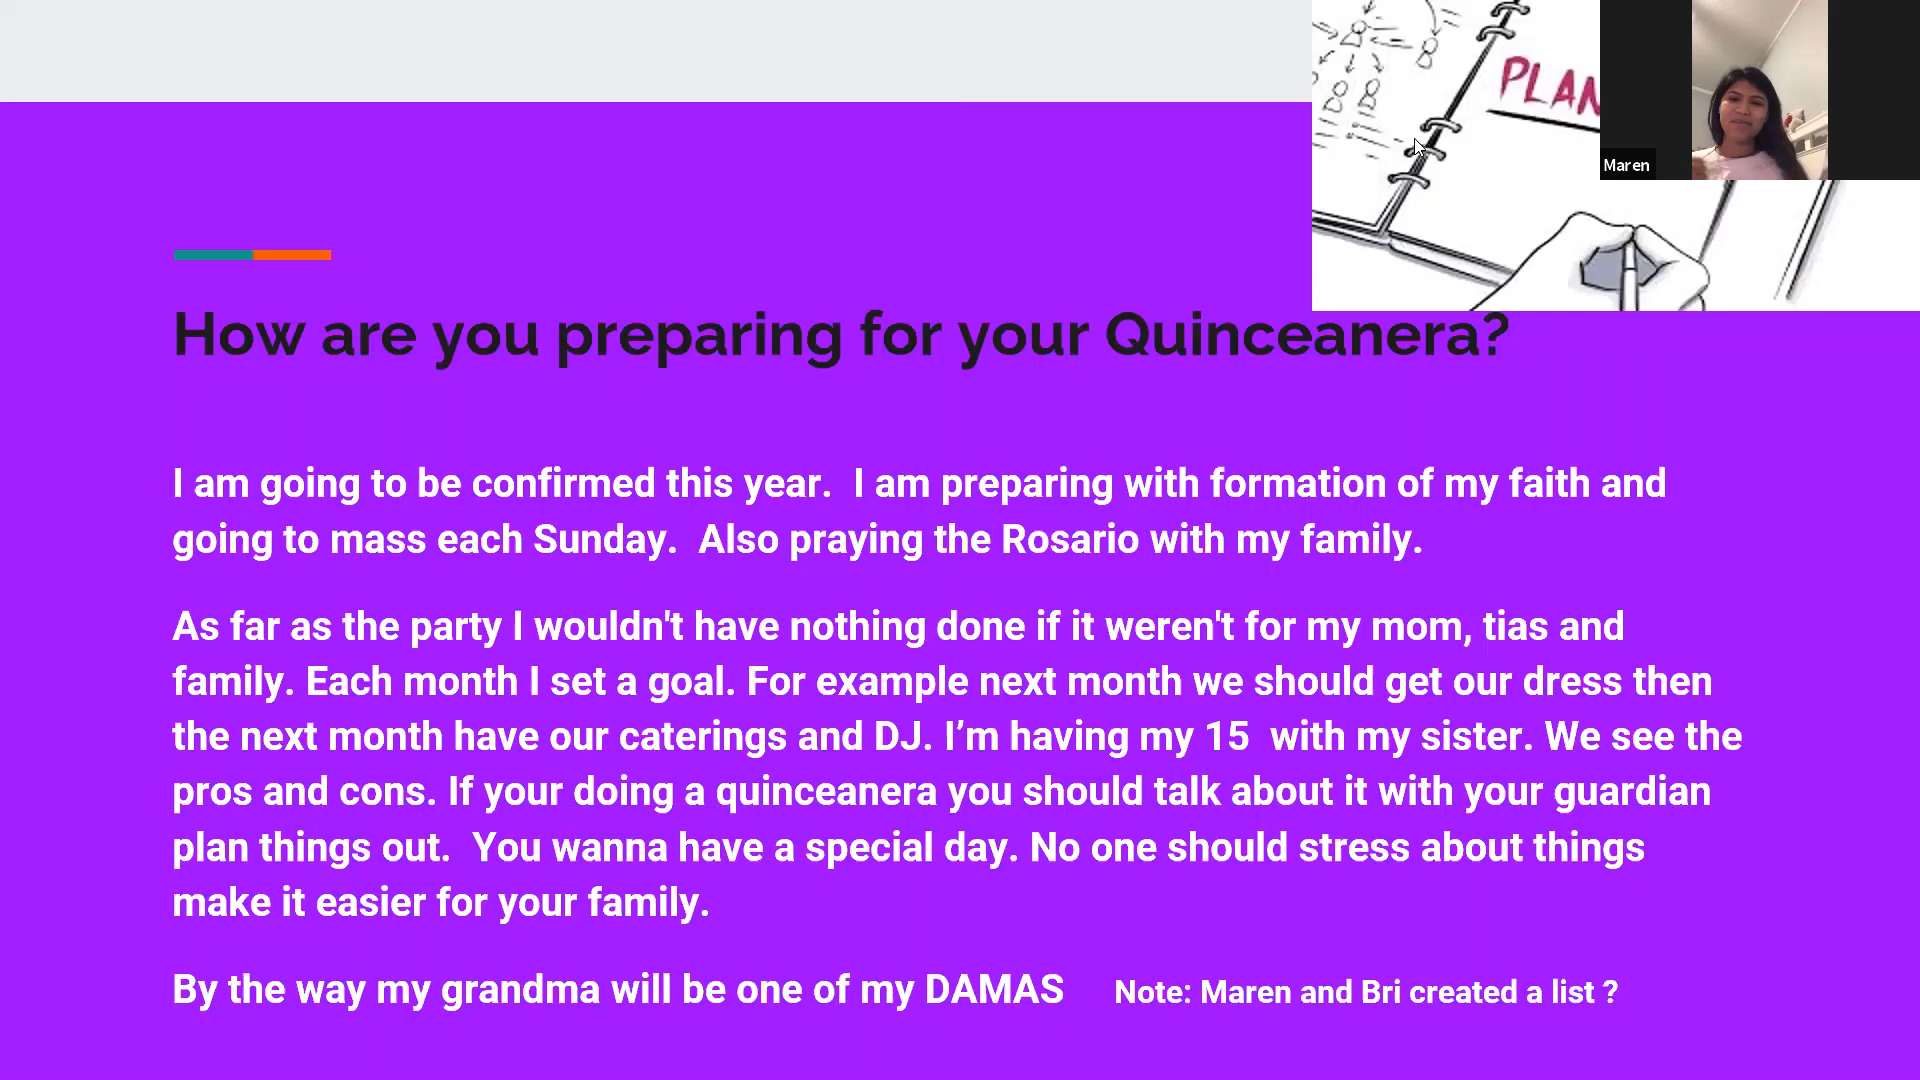 PLAN
Maren
How are you preparing for your Quinceanera?
I am going to be confirmed this year.  I am preparing with formation of my faith and
going to mass each Sunday.  Also praying the Rosario with my family.
As far as the party I wouldn't have nothing done if it weren't for my mom, tias and
family. Each month I set a goal. For example next month we should get our dress then
the next month have our caterings and DJ. I’m having my 15  with my sister. We see the
pros and cons. If your doing a quinceanera you should talk about it with your guardian
plan things out.  You wanna have a special day. No one should stress about things
make it easier for your family.
By the way my grandma will be one of my DAMAS     Note: Maren and Bri created a list ?